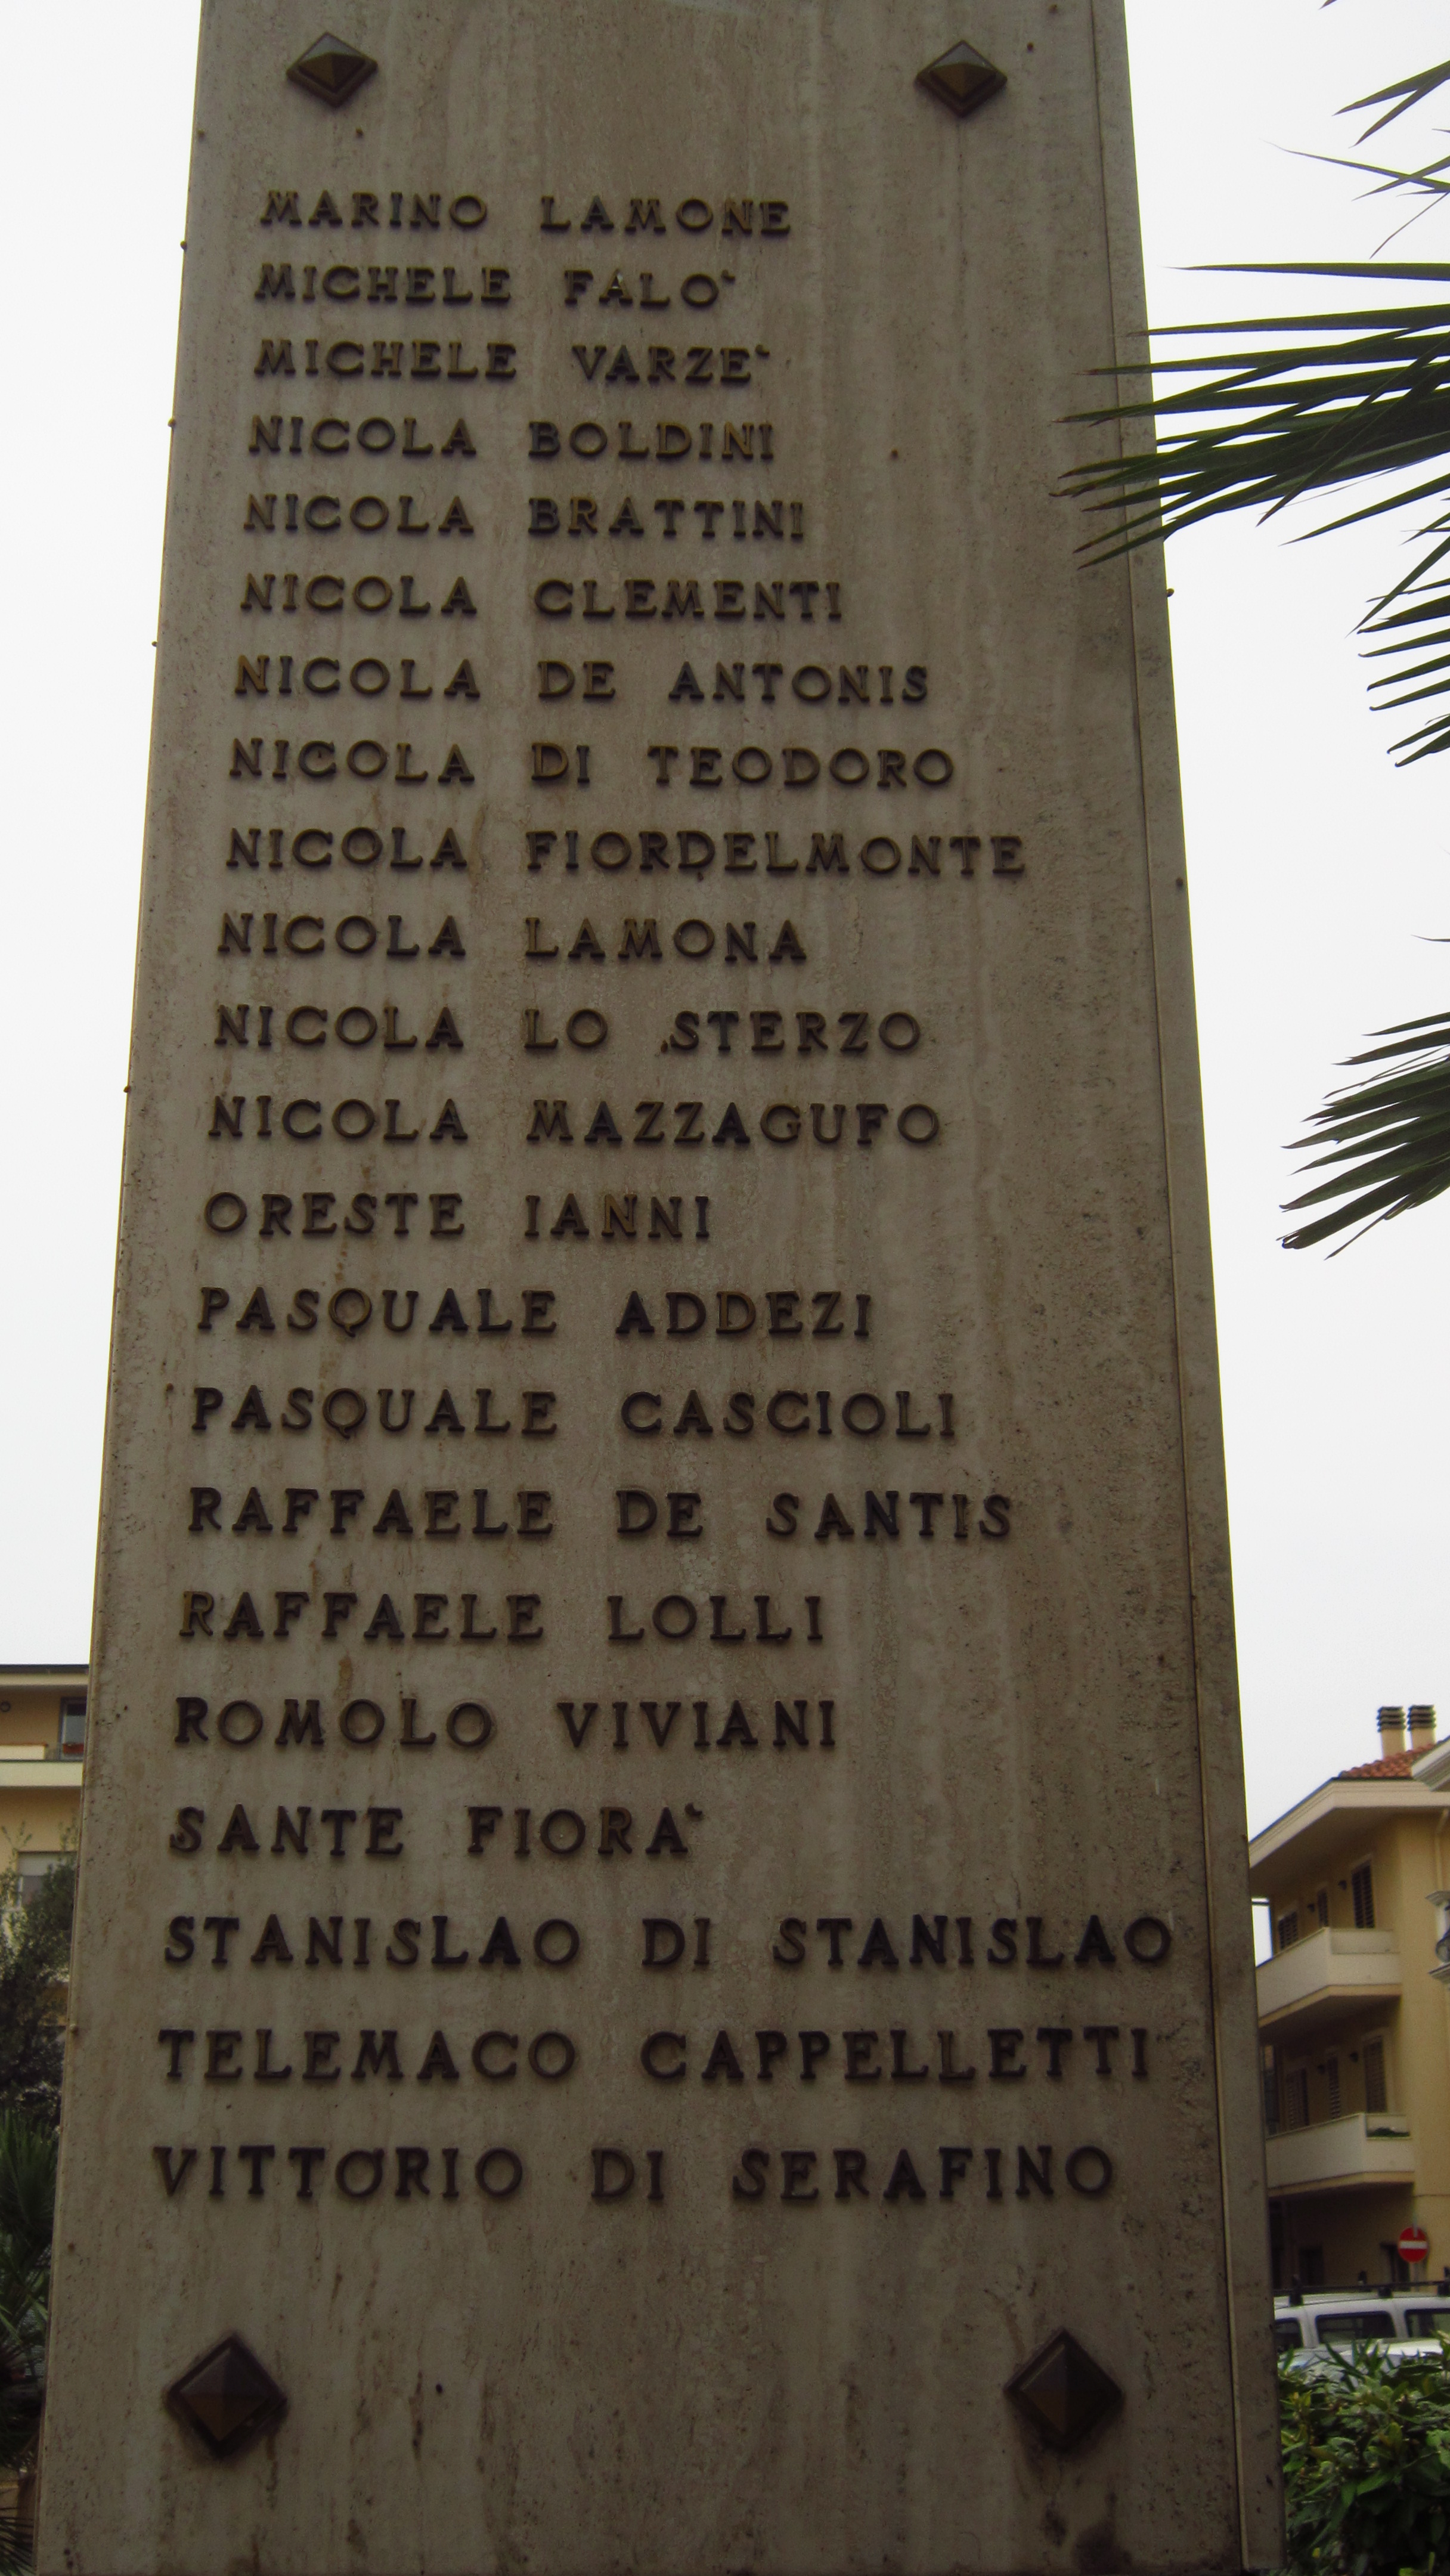 MARINO LAMONE
MICHELE FALO'
MICHELE VARZE'
NICOLA BOLDINI
NICOLA BRATTINI
NICOLA CLEMENTI
NICOLA DE ANTONIS
NICOLA DI TEODORO
NICOLA FIORDELMONTE
NICOLA LAMONA
NICOLA LO STERZO
NICOLA MAZZAGUFO
ORESTE IANNI
PASQUALE ADDEZI
PASQUALE CASCIOLI
RAFFAELE DE SANTIS
RAFFAELE LOLLI
ROMOLO VIVIANI
SANTE FIORA'
STANISLAO DI STANISLAO
TELEMACO CAPPELLETTI
VITTORIO DI SERAFINO